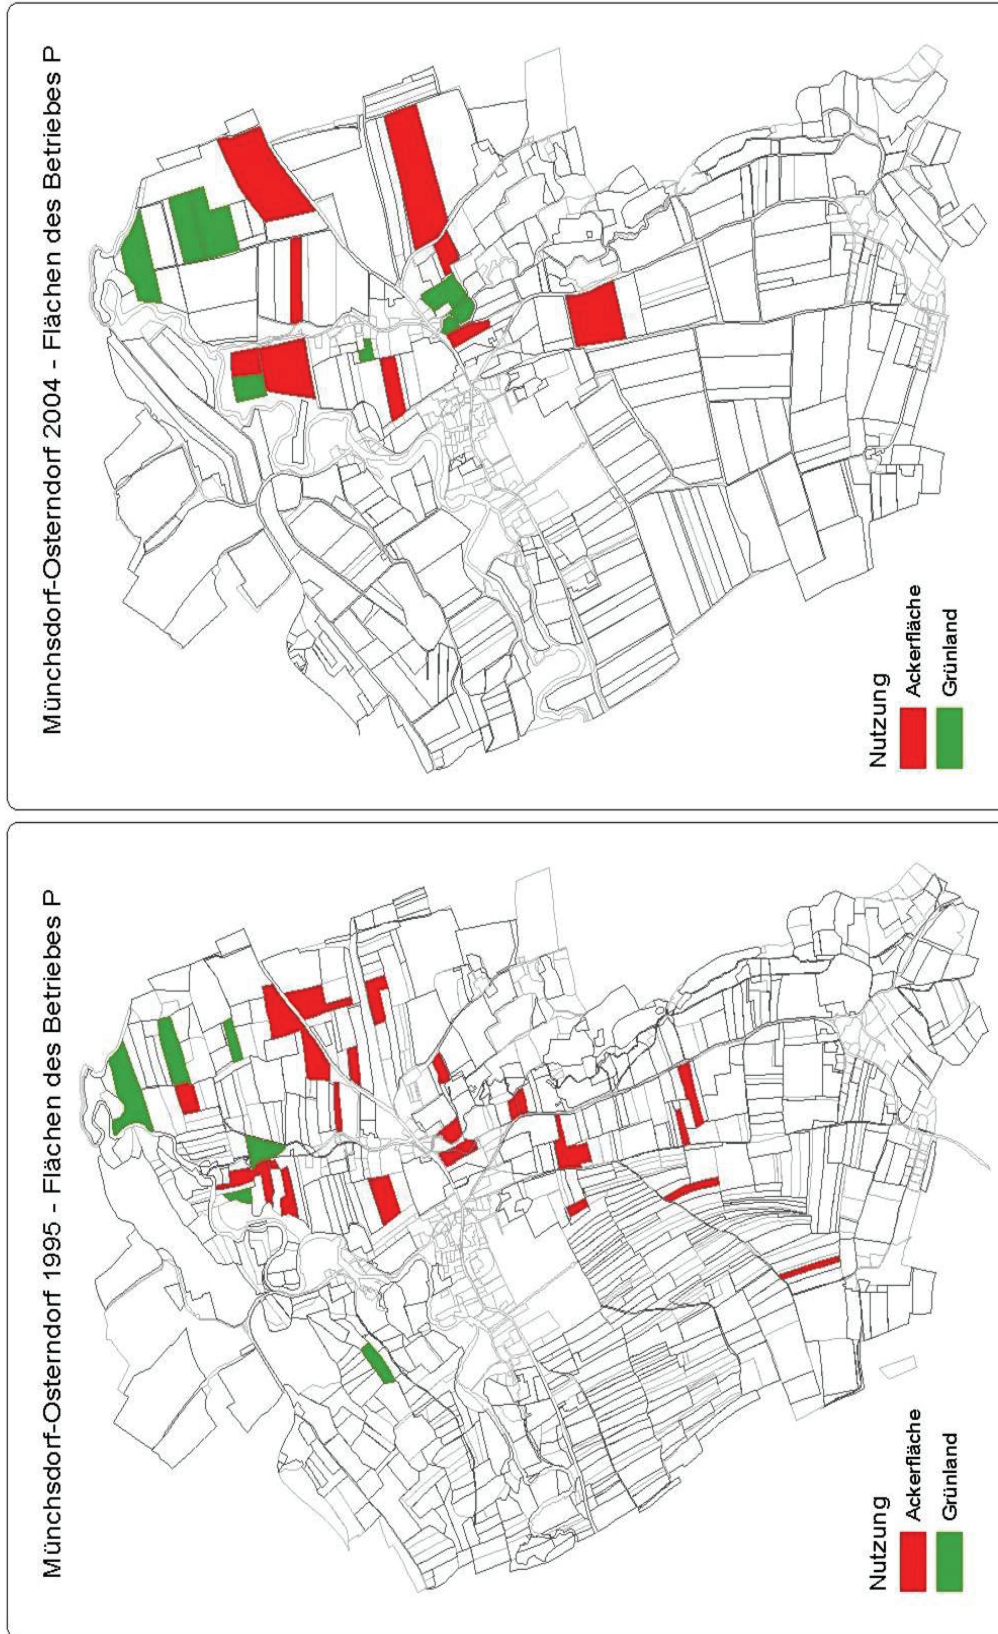 Münchsdorf-Osterndorf 1995 - Flächen des Betriebes P
Nutzung
Ackerfläche
Grünland
Münchsdorf-Osterndorf 2004 - Flächen des Betriebes P
Nutzung
Ackerfläche
Grünland